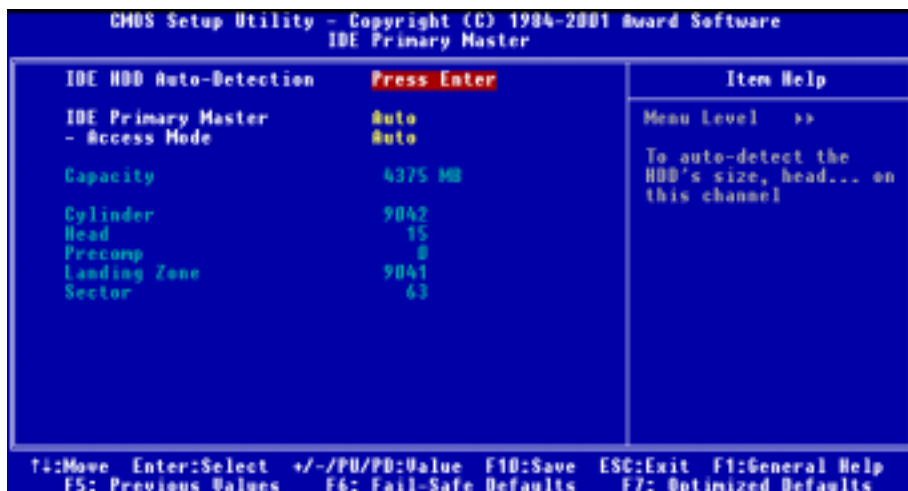 CMOS Setup Utility - Copyright (C) 1984-2001 Award Software
IDE Primary Master
IDE HDD Auto-Detection Press Enter
IDE Primary Master Auto
- Access Mode Auto
Capacity 4375 MB
Cylinder 9042
Head 15
Precomp 0
Landing Zone 9041
Sector 63
Item Help
Menu Level ▸▸
To auto-detect the
HDD's size, head... on
this channel
↑↓:Move Enter:Select +/-/PU/PD:Value F10:Save ESC:Exit F1:General Help
F5: Previous Values F6: Fail-Safe Defaults F7: Optimized Defaults